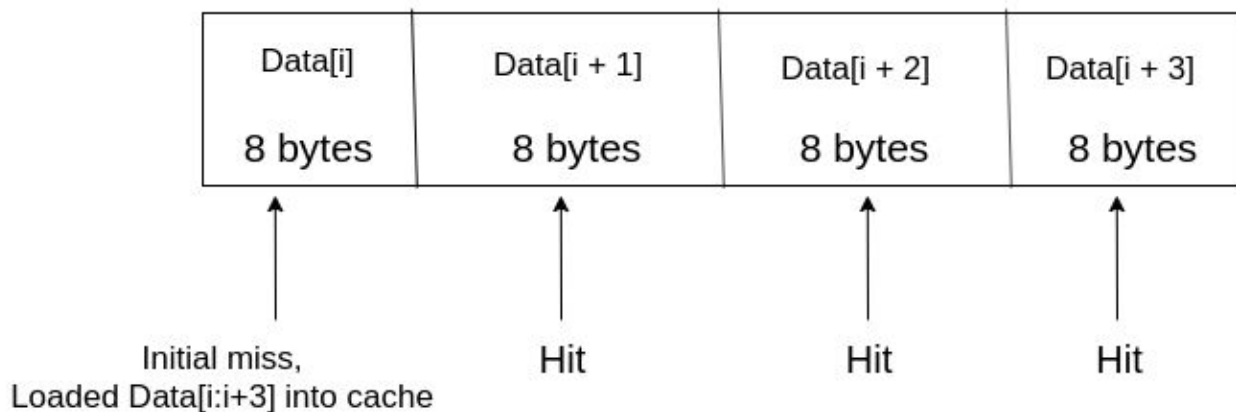 Data[i]
Data[i + 1]
Data[i + 2]
Data[i + 3]
8 bytes
8 bytes
8 bytes
8 bytes
Initial miss,
Loaded Data[i:i+3] into cache
Hit
Hit
Hit